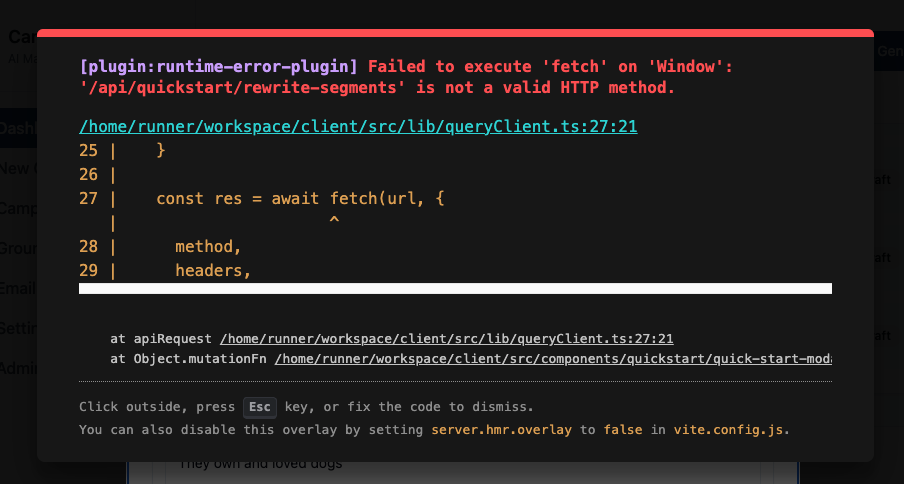 [plugin:runtime-error-plugin] Failed to execute 'fetch' on 'Window':
'/api/quickstart/rewrite-segments' is not a valid HTTP method.
/home/runner/workspace/client/src/lib/queryClient.ts:27:21
25 |    }
26 |
27 |    const res = await fetch(url, {
   |                      ^
28 |      method,
29 |      headers,
at apiRequest /home/runner/workspace/client/src/lib/queryClient.ts:27:21
at Object.mutationFn /home/runner/workspace/client/src/components/quickstart/quick-start-moda
Click outside, press Esc key, or fix the code to dismiss.
You can also disable this overlay by setting server.hmr.overlay to false in vite.config.js.
They own and loved dogs